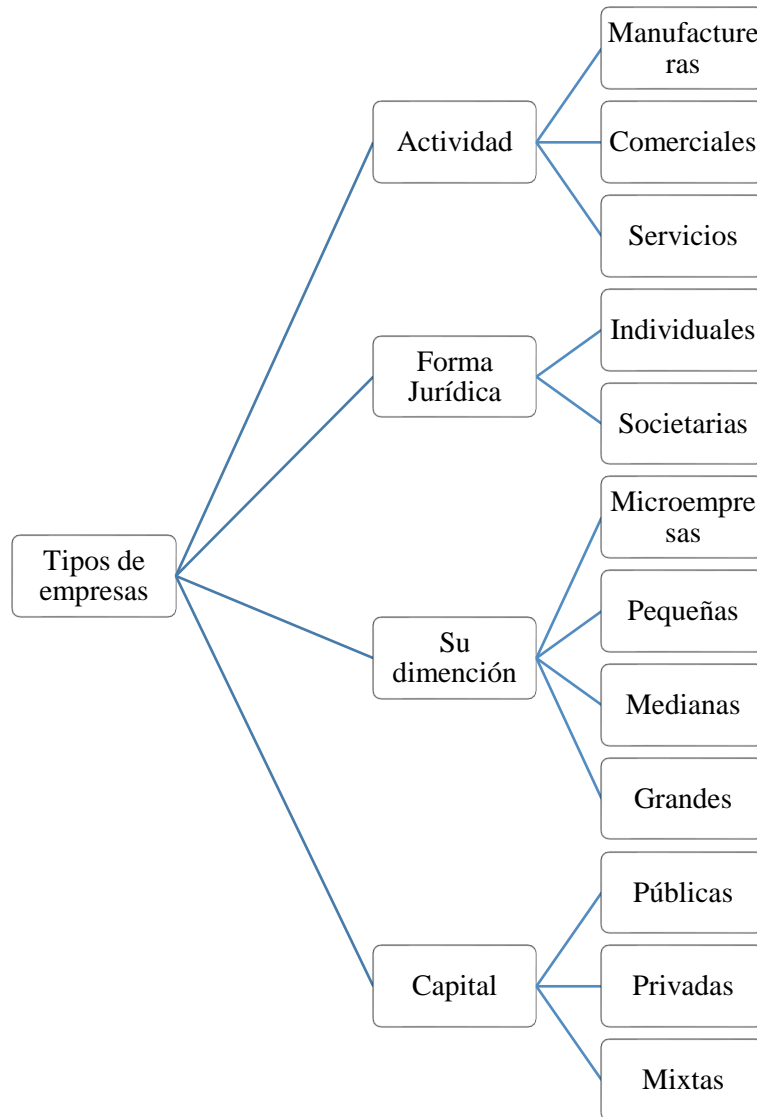 Tipos de
empresas
Actividad
Manufacture
ras
Comerciales
Servicios
Forma
Jurídica
Individuales
Societarias
Su
dimención
Microempre
sas
Pequeñas
Medianas
Grandes
Capital
Públicas
Privadas
Mixtas